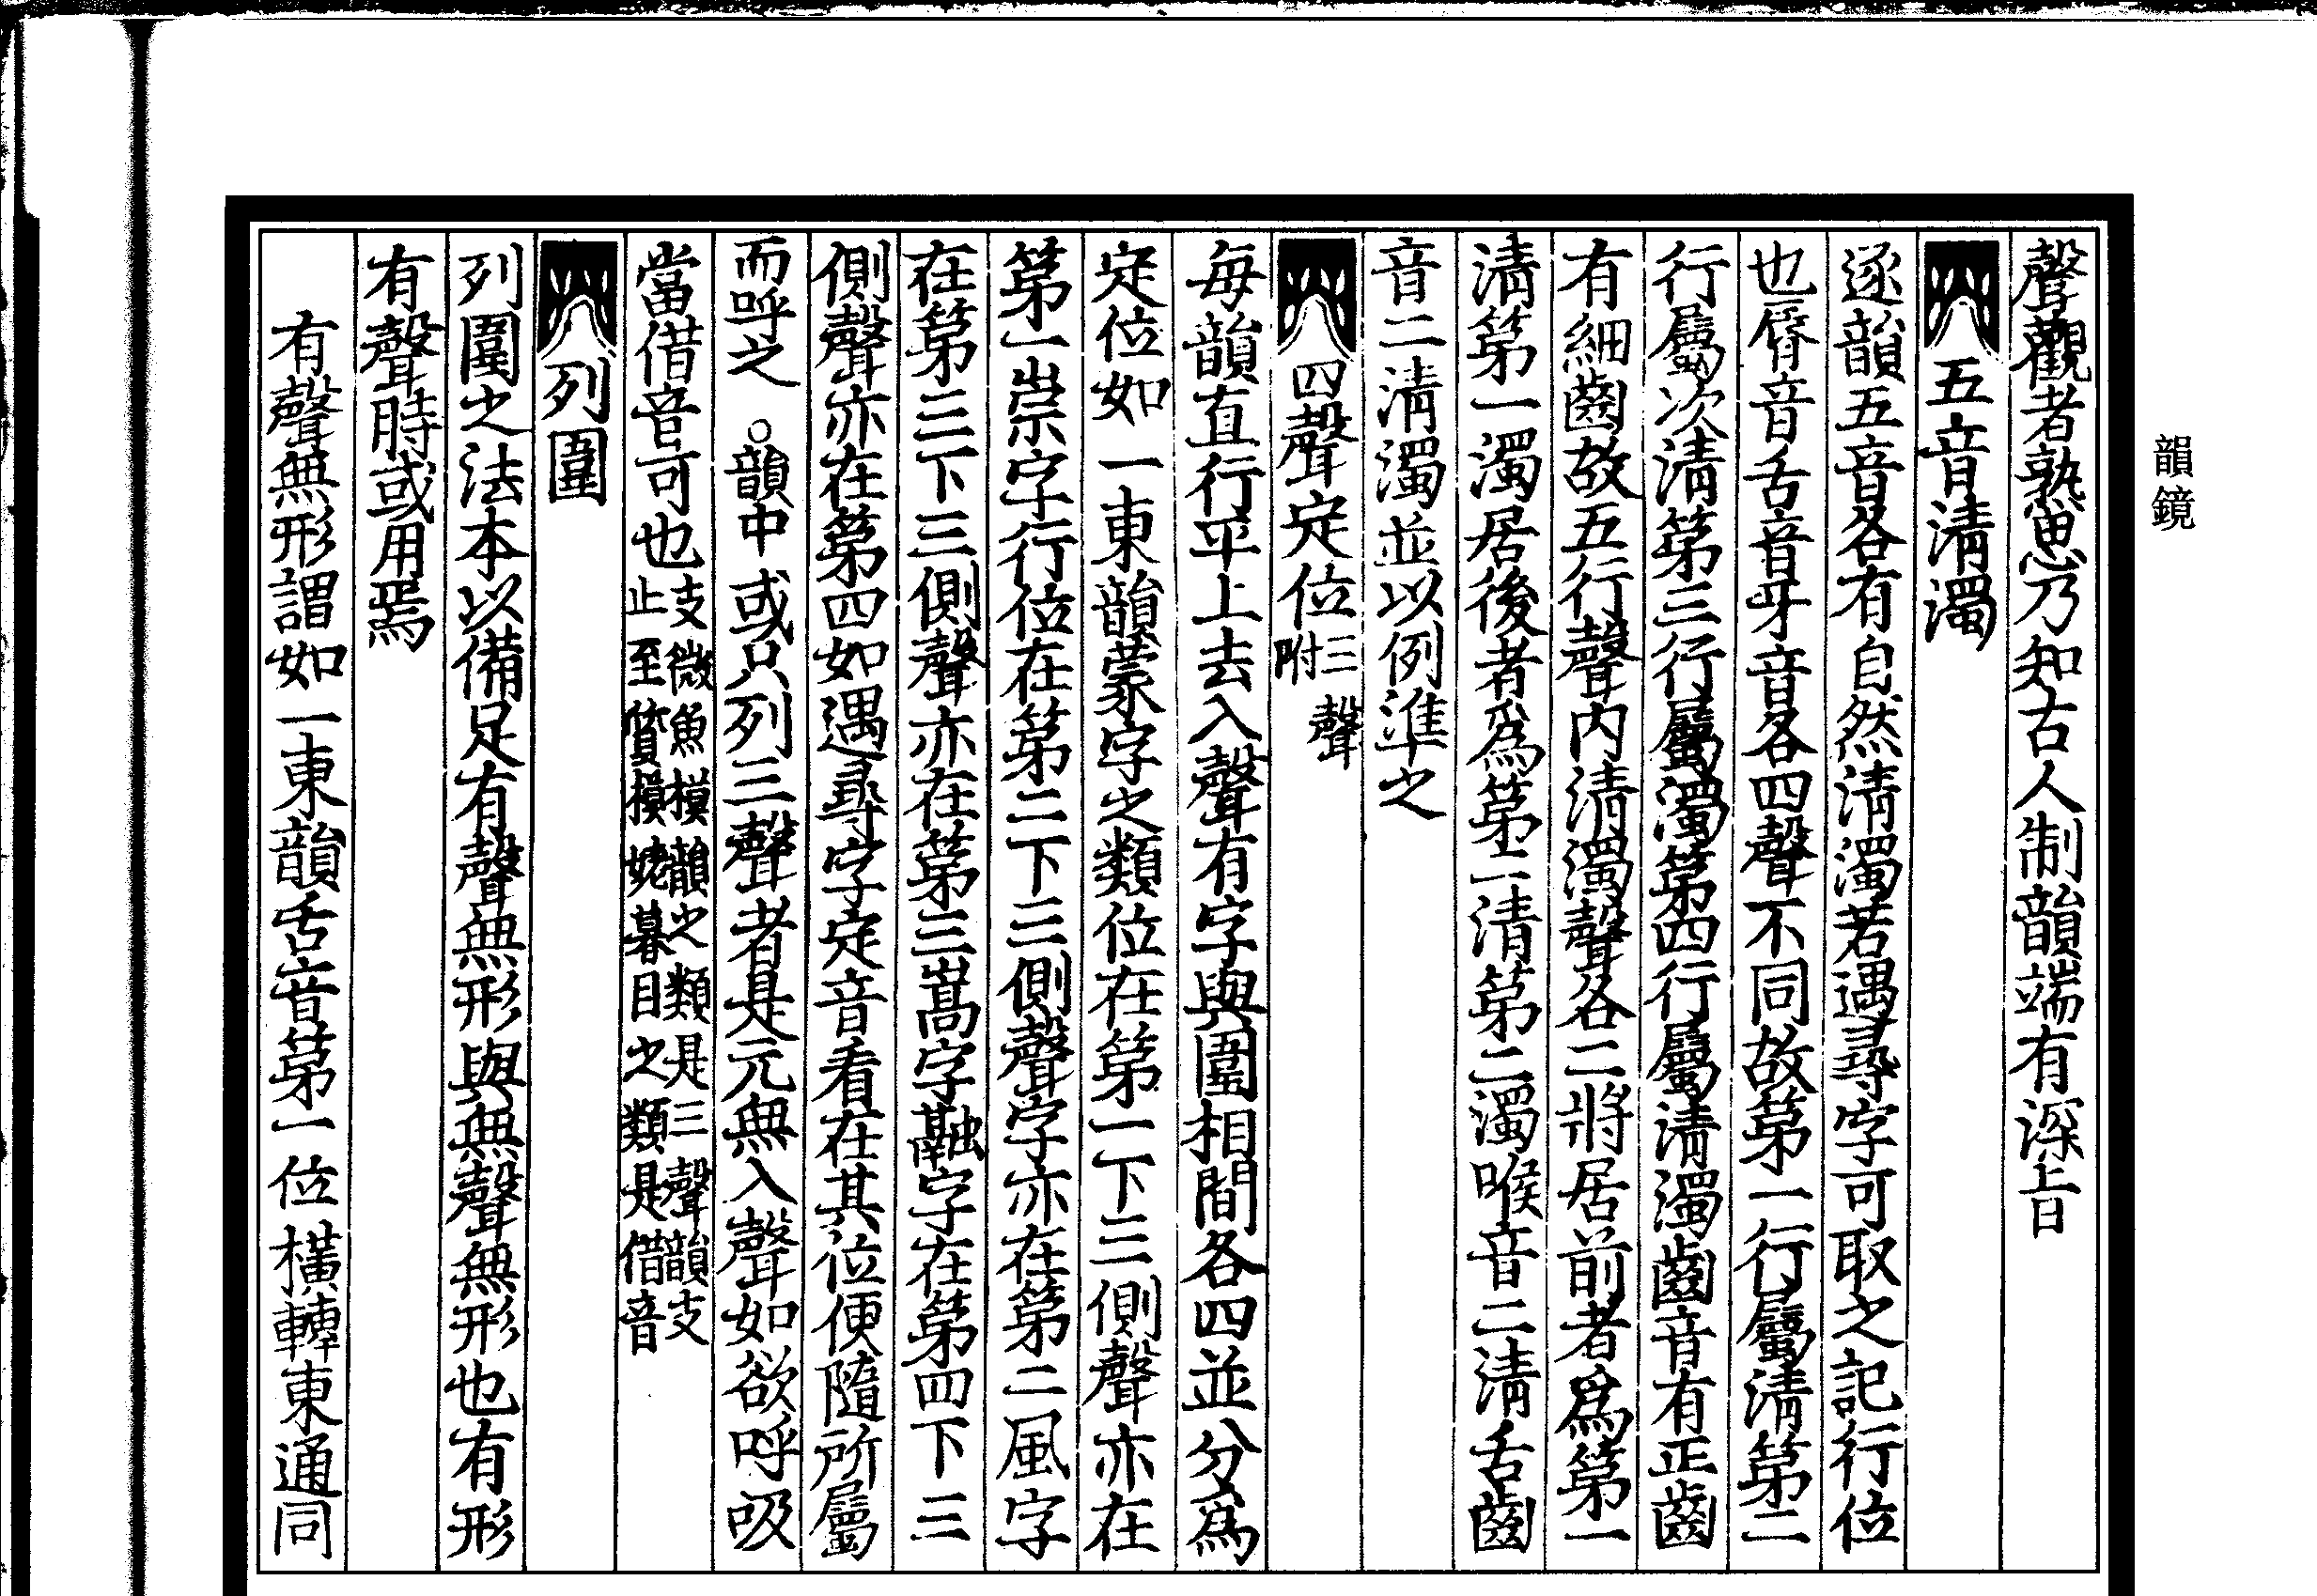 韻鏡
聲觀者熟思乃知古人制韻端有深旨
五音清濁
逐韻五音各有自然清濁若遇尋字可取之記行位
也脣音舌音牙音各四聲不同故第一行屬清第二
行屬次清第三行屬濁第四行屬清濁齒音有正齒
有細齒故五行聲内清濁聲各二將居前者爲第一
清第一濁居後者爲第二清第二濁喉音二清舌齒
音二清濁並以例準之
四聲定位三聲附
每韻直行平上去入聲有字與圍相間各四並分爲
定位如一東韻蒙字之類位在第一下三側聲亦在
第一崇字行位在第二下三側聲字亦在第二風字
在第三下三側聲亦在第三嵩字融字在第四下三
側聲亦在第四如遇尋字定音看在其位便隨所屬
而呼之○韻中或只列三聲者是元無入聲如欲呼吸
當借音可也支微魚模韻之類是三聲韻支止至質模姥暮目之類是借音
列圍
列圍之法本以備足有聲無形與無聲無形也有形
有聲時或用焉
有聲無形謂如一東韻舌音第一位橫轉東通同